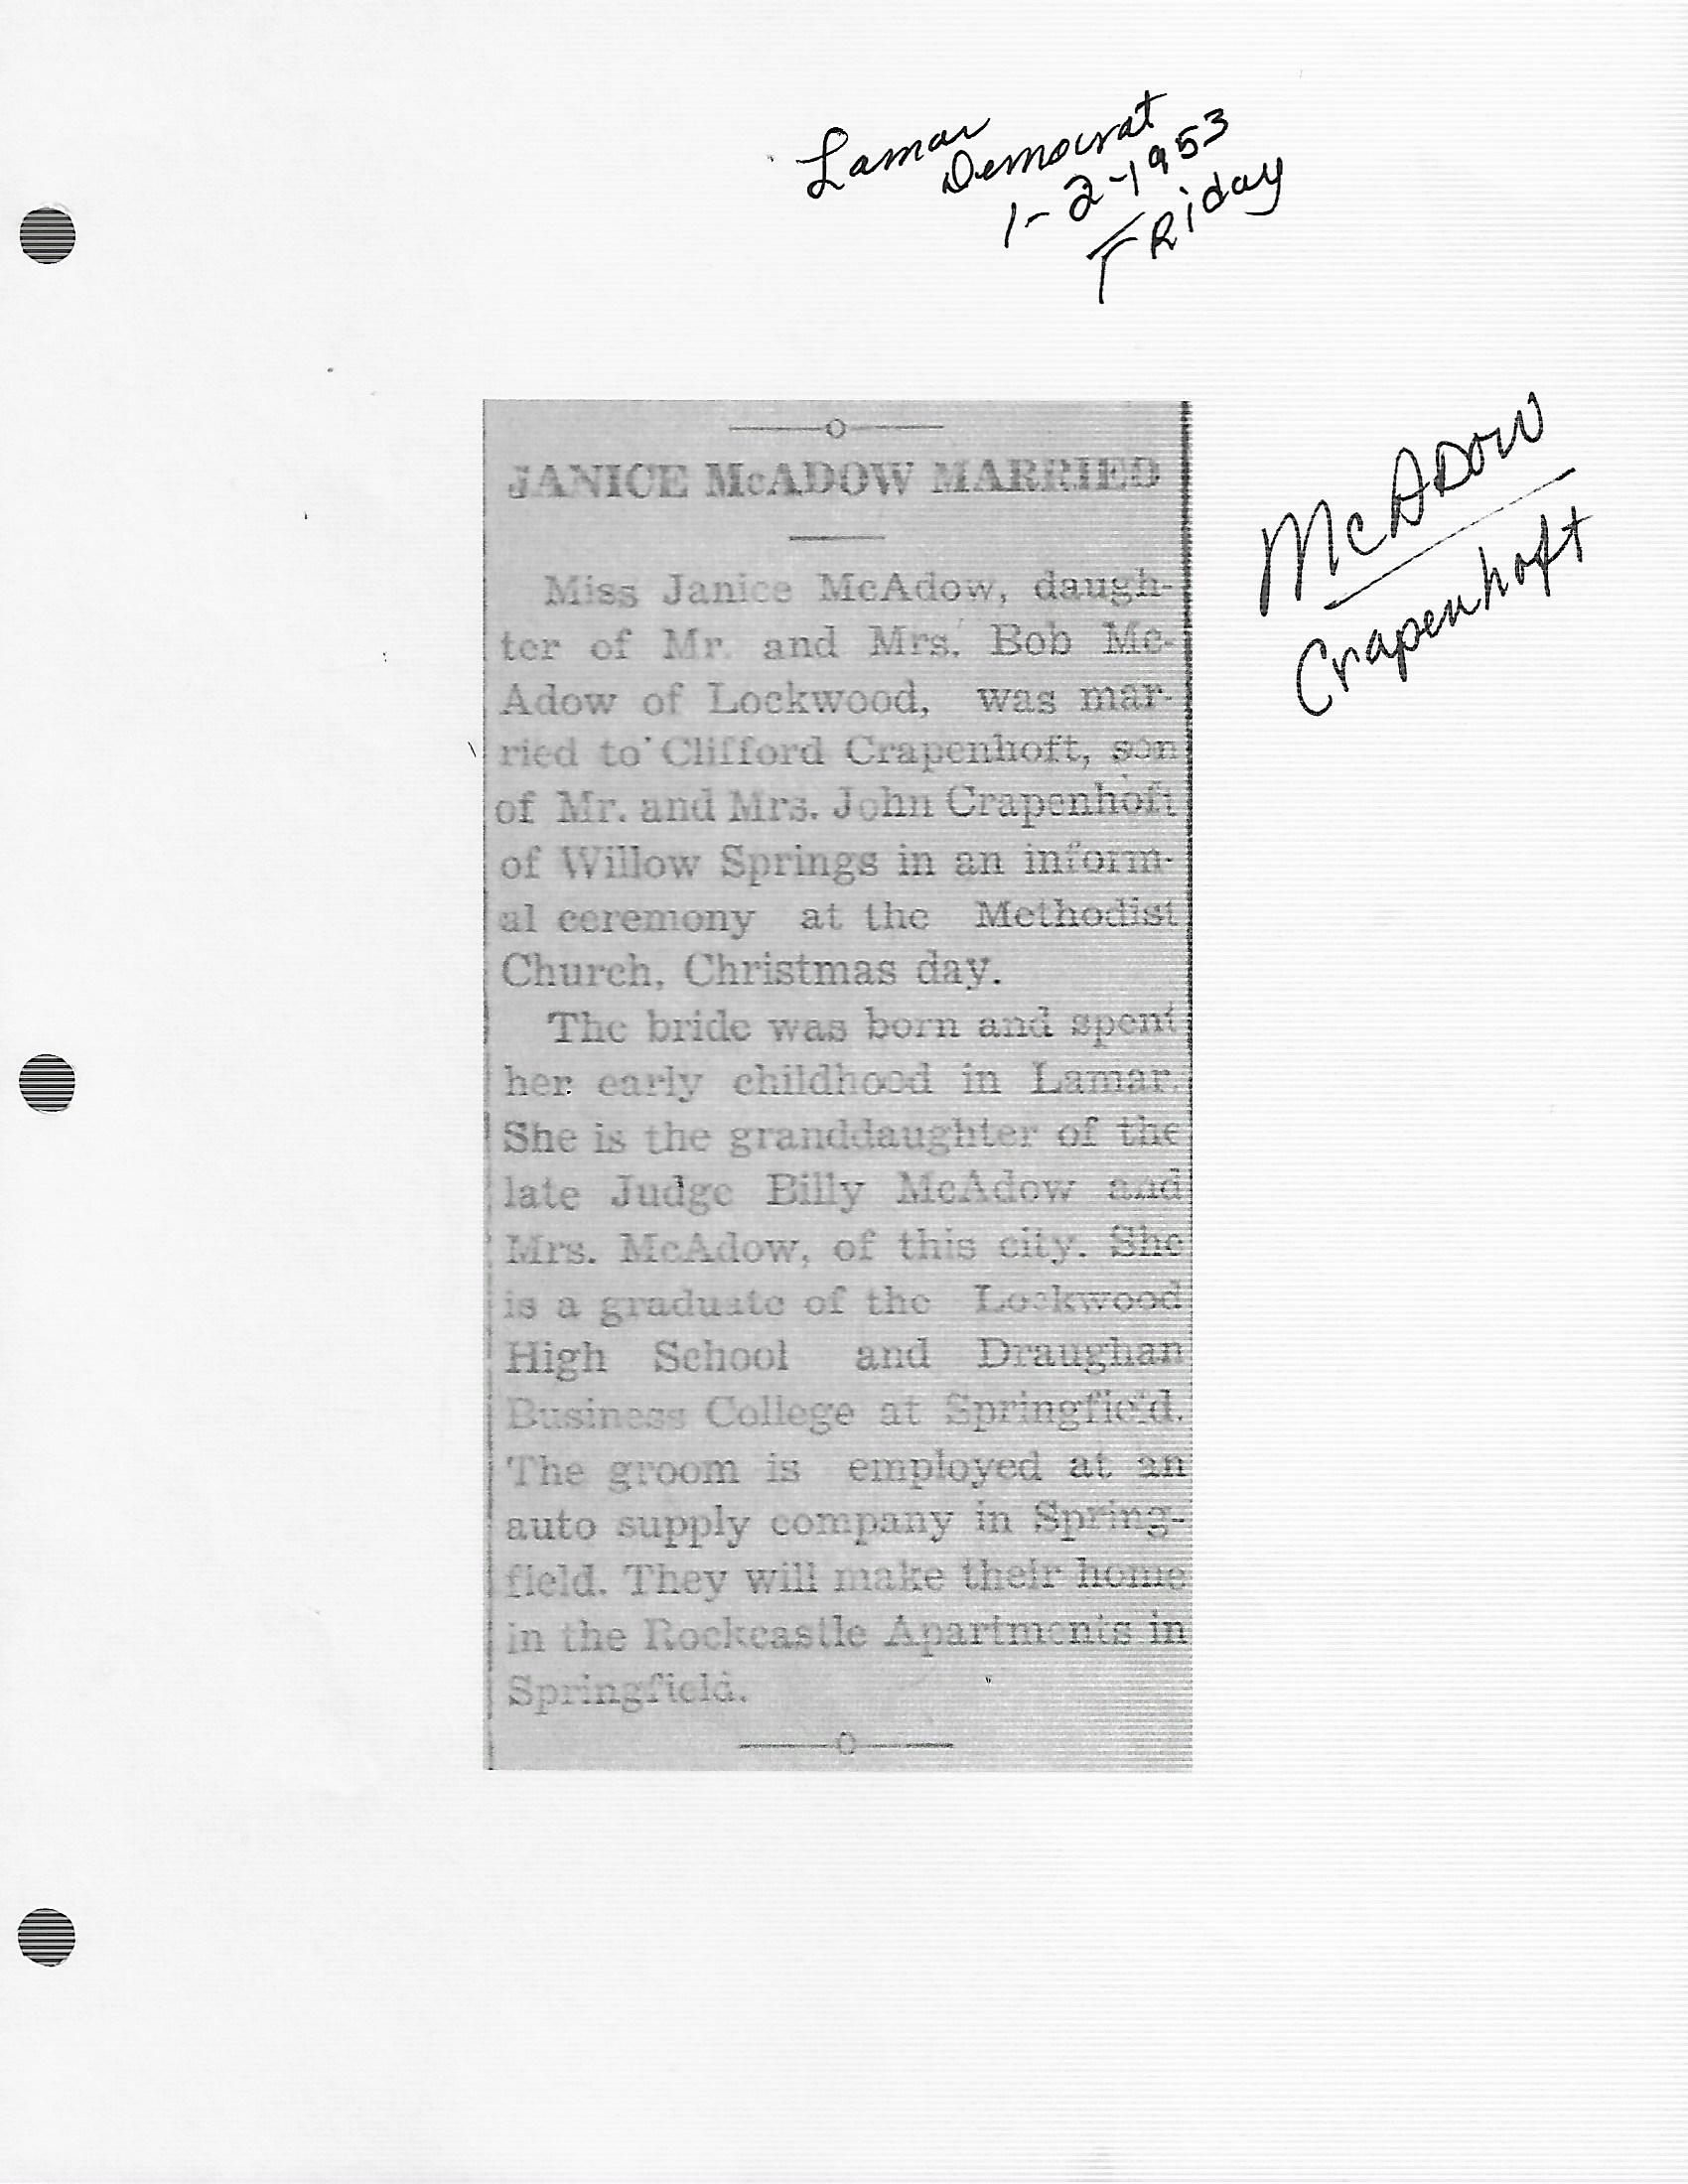 Lamar
Democrat
1-2-1953
Friday
McAdow
Crapenhoft
JANICE McADOW MARRIED
Miss Janice McAdow, daugh-
ter of Mr. and Mrs. Bob Mc-
Adow of Lockwood, was mar-
ried to Clifford Crapenhoft, son
of Mr. and Mrs. John Crapenhoft
of Willow Springs in an inform-
al ceremony at the Methodist
Church, Christmas day.
The bride was born and spent
her early childhood in Lamar.
She is the granddaughter of the
late Judge Billy McAdow and
Mrs. McAdow, of this city. She
is a graduate of the Lockwood
High School and Draughan
Business College at Springfield.
The groom is employed at an
auto supply company in Spring-
field. They will make their home
in the Rockcastle Apartments in
Springfield.